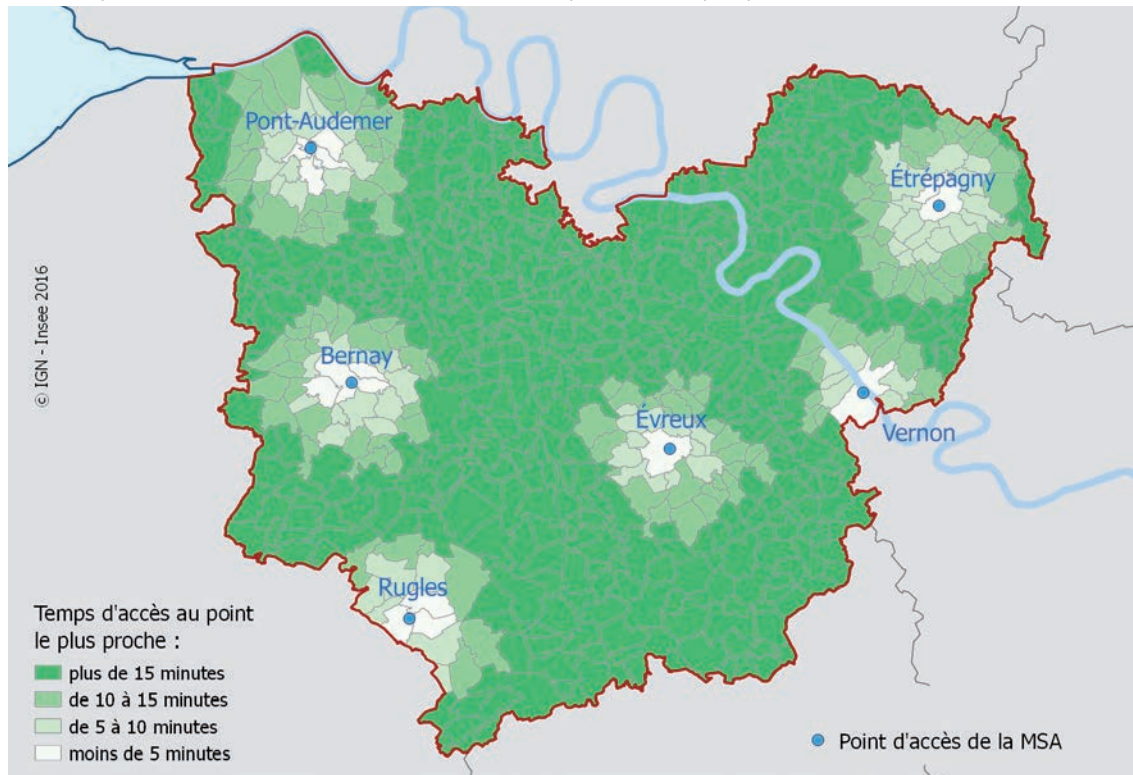 Pont-Audemer
Étrépagny
Bernay
Évreux
Vernon
Rugles
© IGN - Insee 2016
Temps d'accès au point
le plus proche :
plus de 15 minutes
de 10 à 15 minutes
de 5 à 10 minutes
moins de 5 minutes
Point d'accès de la MSA